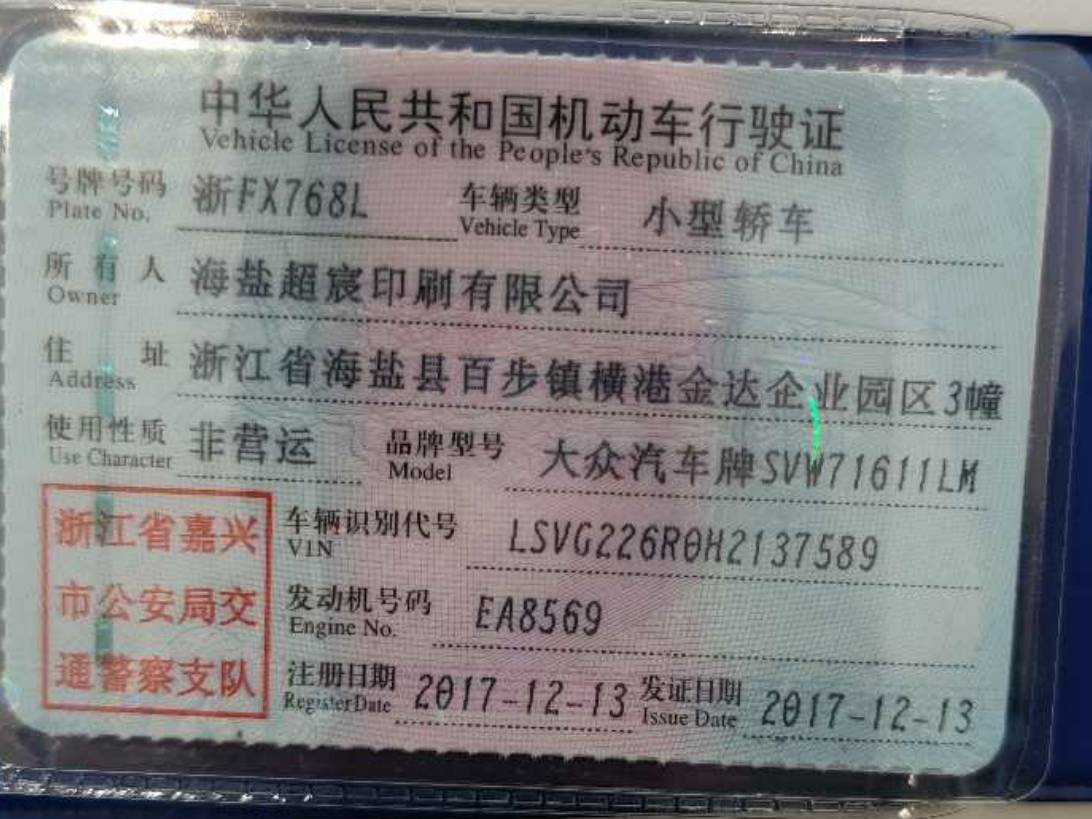 中华人民共和国机动车行驶证
Vehicle License of the People's Republic of China
号牌号码 浙FX768L 车辆类型 小型轿车
Plate No. Vehicle Type
所有人 海盐超宸印刷有限公司
Owner
住址 浙江省海盐县百步镇横港金达企业园区3幢
Address
使用性质 非营运 品牌型号 大众汽车牌SVW71611LM
Use Character Model
浙江省嘉兴
市公安局交
通警察支队
车辆识别代号 LSVG226R0H2137589
VIN
发动机号码 EA8569
Engine No.
注册日期 2017-12-13 发证日期 2017-12-13
Register Date Issue Date